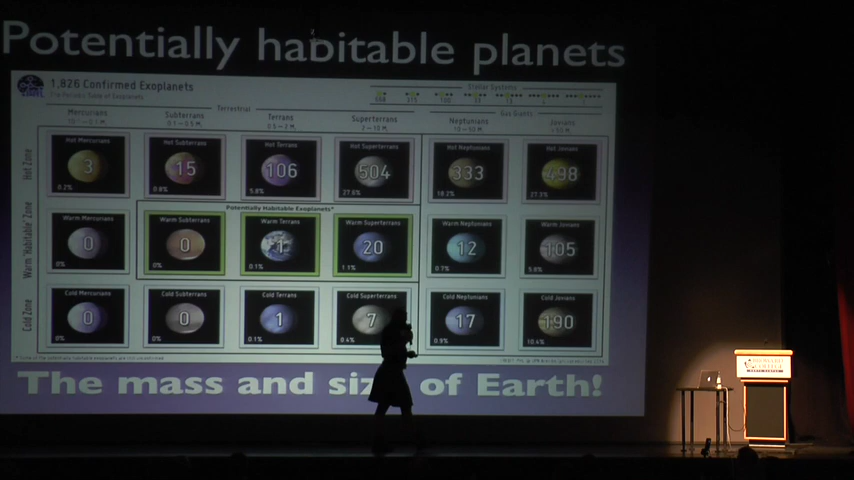 Potentially habitable planets
1,826 Confirmed Exoplanets
The Periodic Table of Exoplanets
Stellar Systems
Terrestrial
Gas Giants
Mercurians
Subterrans
Terrans
Superterrans
Neptunians
Jovians
Hot Zone
Hot Mercurians
3
0.2%
Hot Subterrans
15
0.8%
Hot Terrans
106
5.8%
Hot Superterrans
504
27.6%
Hot Neptunians
333
18.2%
Hot Jovians
498
27.3%
Potentially Habitable Exoplanets*
Warm "Habitable" Zone
Warm Mercurians
0
0%
Warm Subterrans
0
0%
Warm Terrans
1
0.1%
Warm Superterrans
20
1.1%
Warm Neptunians
12
0.7%
Warm Jovians
105
5.8%
Cold Zone
Cold Mercurians
0
0%
Cold Subterrans
0
0%
Cold Terrans
1
0.1%
Cold Superterrans
7
0.4%
Cold Neptunians
17
0.9%
Cold Jovians
190
10.4%
The mass and size of Earth!
COLLEGE